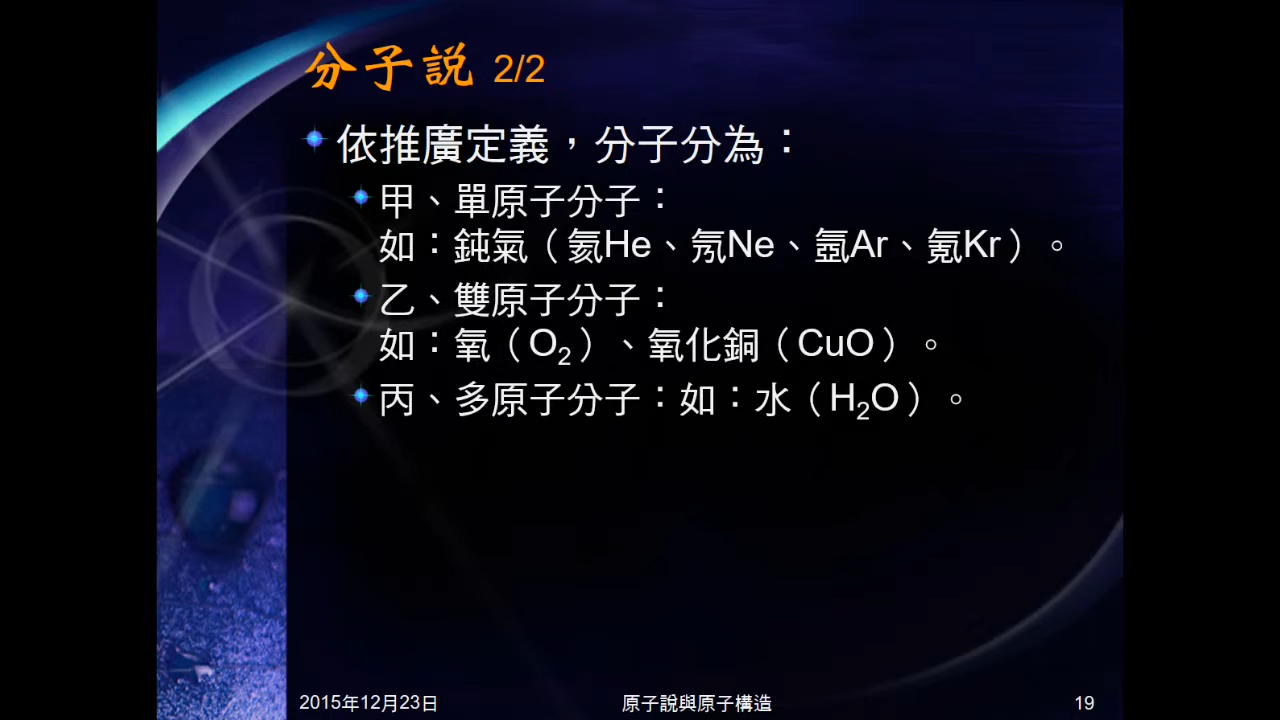 分子說 2/2
依推廣定義，分子分為：
甲、單原子分子：
如：鈍氣（氦He、氖Ne、氬Ar、氪Kr）。
乙、雙原子分子：
如：氧（O₂）、氧化銅（CuO）。
丙、多原子分子：如：水（H₂O）。
2015年12月23日
原子說與原子構造
19